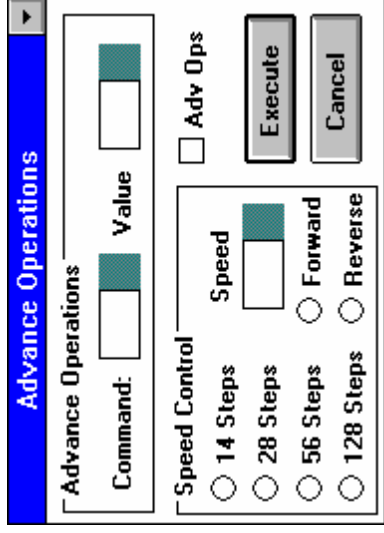 Advance Operations
Advance Operations
Command: Value
Speed Control
14 Steps
28 Steps
56 Steps
128 Steps
Speed
Forward
Reverse
Adv Ops
Execute
Cancel